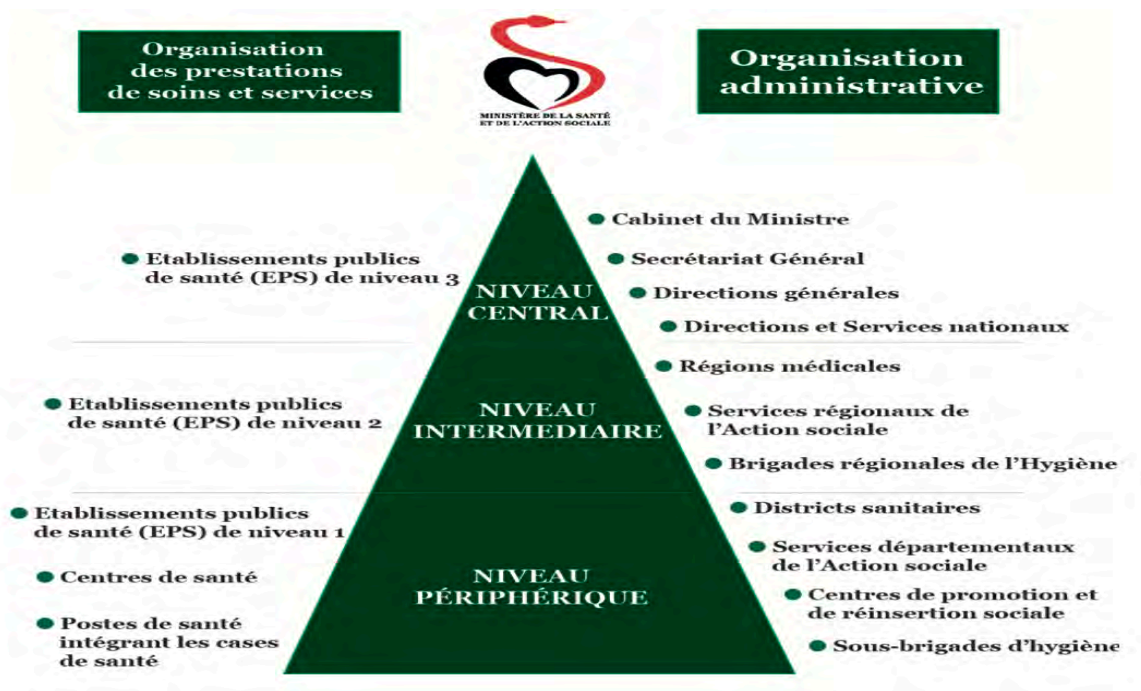 Organisation
des prestations
de soins et services
MINISTÈRE DE LA SANTÉ
ET DE L'ACTION SOCIALE
Organisation
administrative
Etablissements publics
de santé (EPS) de niveau 3
NIVEAU
CENTRAL
Cabinet du Ministre
Secrétariat Général
Directions générales
Directions et Services nationaux
Etablissements publics
de santé (EPS) de niveau 2
NIVEAU
INTERMEDIAIRE
Régions médicales
Services régionaux de
l'Action sociale
Brigades régionales de l'Hygiène
Etablissements publics
de santé (EPS) de niveau 1
Centres de santé
Postes de santé
intégrant les cases
de santé
NIVEAU
PÉRIPHÉRIQUE
Districts sanitaires
Services départementaux
de l'Action sociale
Centres de promotion et
de réinsertion sociale
Sous-brigades d'hygiène